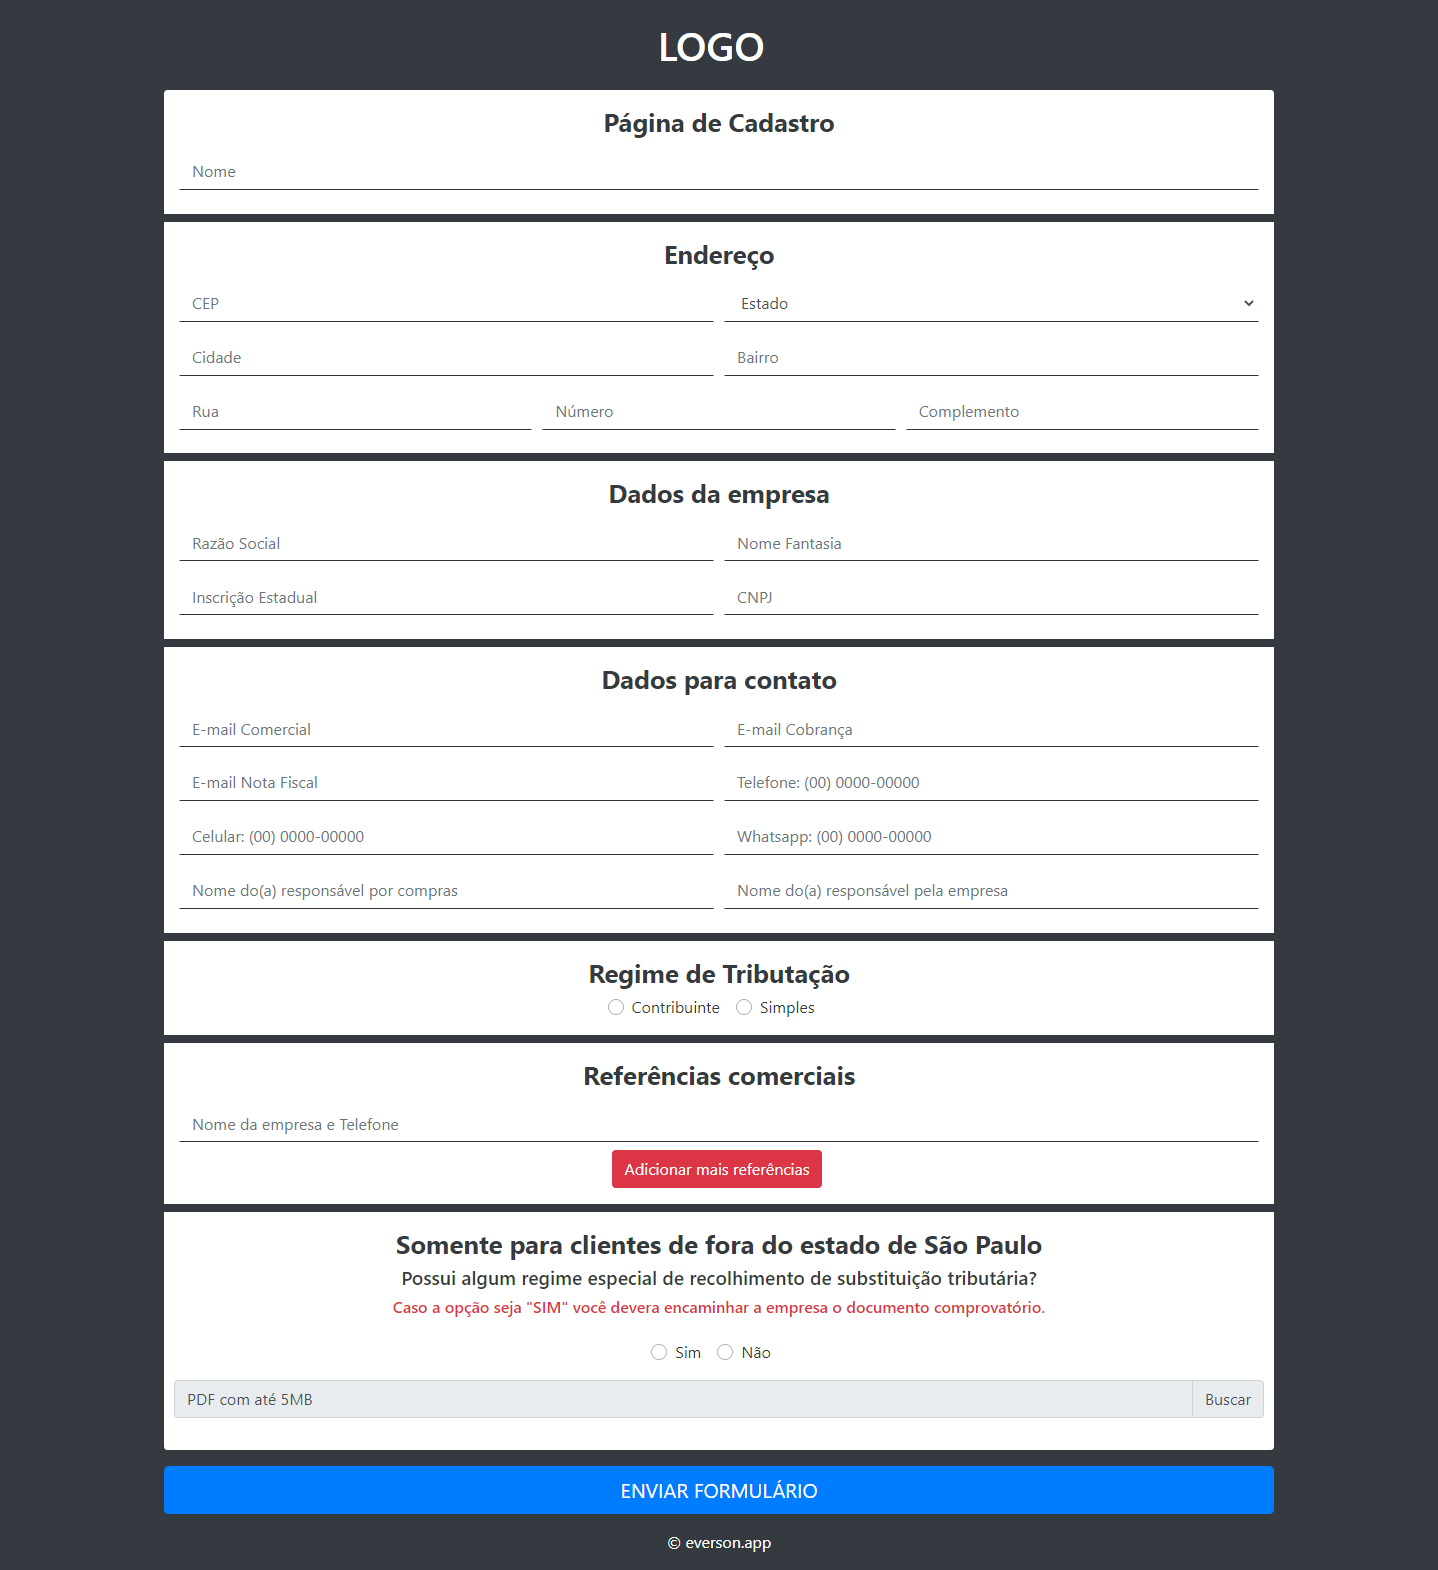 LOGO
Página de Cadastro
Nome
Endereço
CEP Estado
Cidade Bairro
Rua Número Complemento
Dados da empresa
Razão Social Nome Fantasia
Inscrição Estadual CNPJ
Dados para contato
E-mail Comercial E-mail Cobrança
E-mail Nota Fiscal Telefone: (00) 0000-00000
Celular: (00) 0000-00000 Whatsapp: (00) 0000-00000
Nome do(a) responsável por compras Nome do(a) responsável pela empresa
Regime de Tributação
Contribuinte Simples
Referências comerciais
Nome da empresa e Telefone
Adicionar mais referências
Somente para clientes de fora do estado de São Paulo
Possui algum regime especial de recolhimento de substituição tributária?
Caso a opção seja "SIM" você devera encaminhar a empresa o documento comprovatório.
Sim Não
PDF com até 5MB Buscar
ENVIAR FORMULÁRIO
© everson.app